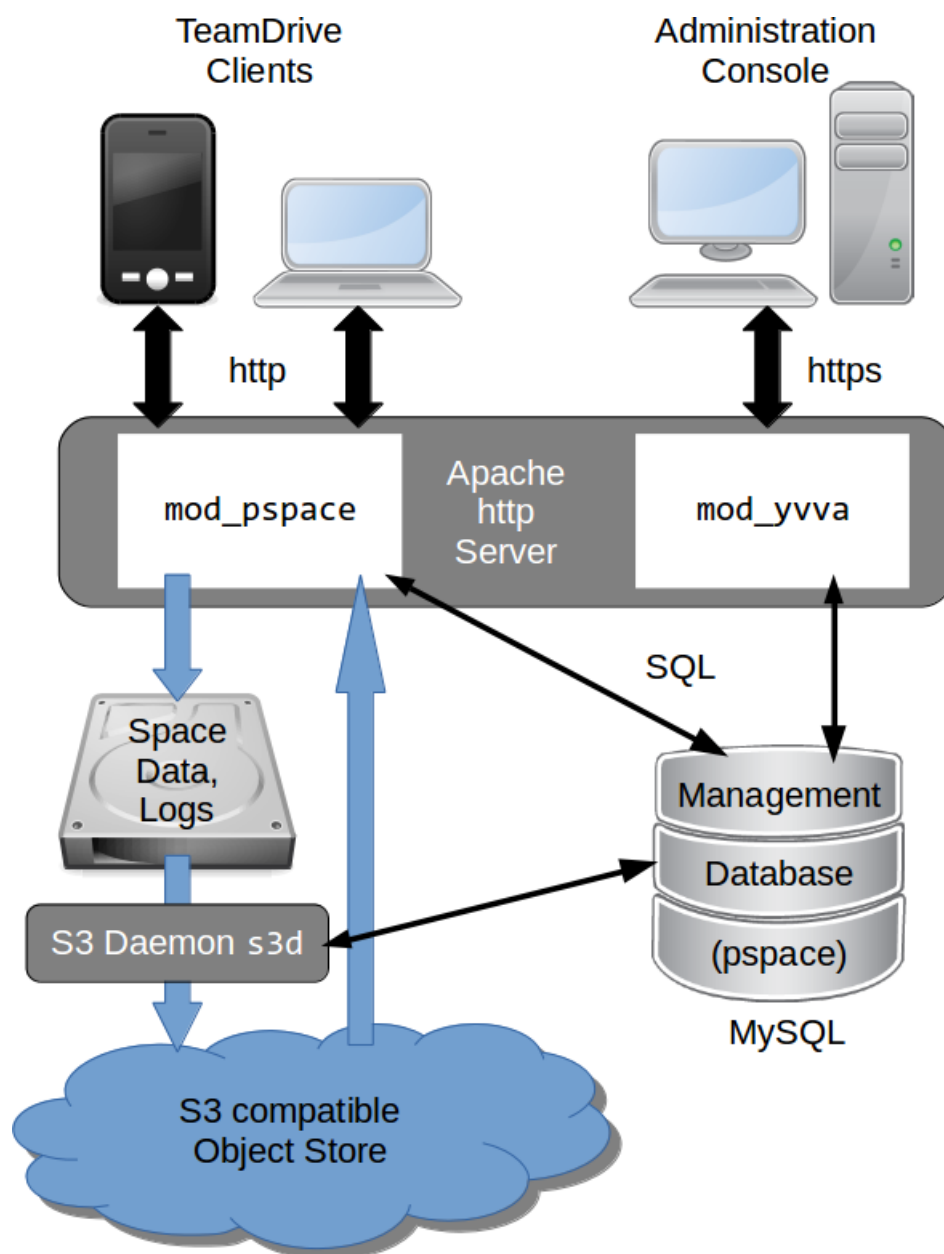 TeamDrive
Clients
Administration
Console
http
https
mod_pspace
Apache
http
Server
mod_yvva
SQL
Space
Data,
Logs
Management
Database
(pspace)
MySQL
S3 Daemon s3d
S3 compatible
Object Store